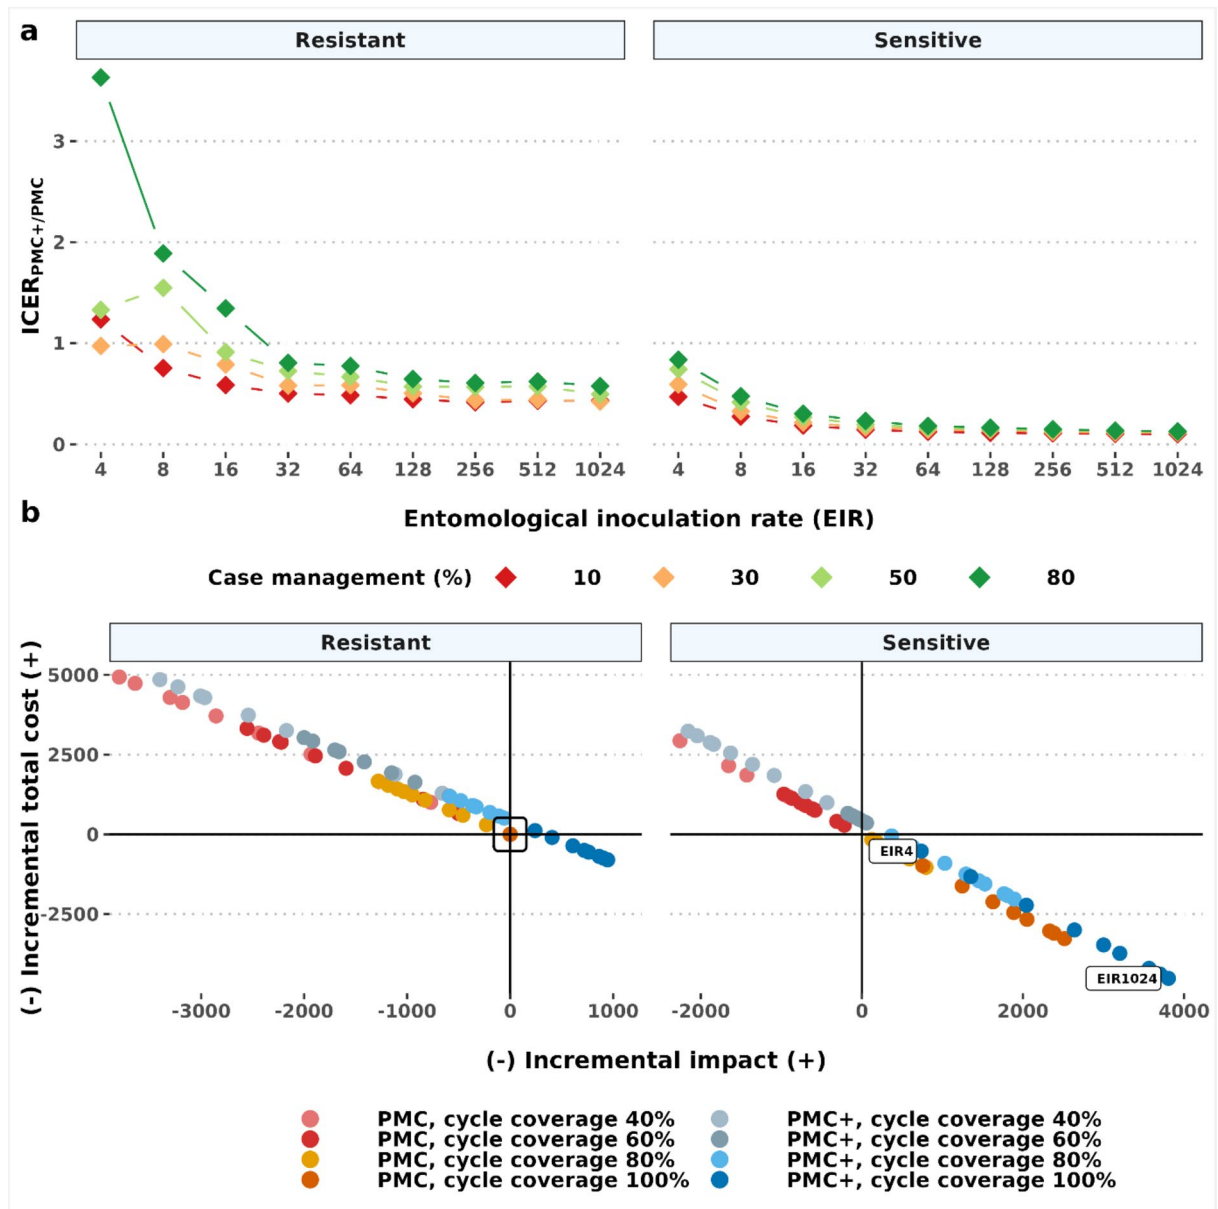 a
Resistant
Sensitive
ICER PMC+/PMC
3
2
1
0
4 8 16 32 64 128 256 512 1024
4 8 16 32 64 128 256 512 1024
Entomological inoculation rate (EIR)
Case management (%) 10 30 50 80
b
Resistant
Sensitive
(-) Incremental total cost (+)
5000
2500
0
-2500
EIR4
EIR1024
-3000 -2000 -1000 0 1000
-2000 0 2000 4000
(-) Incremental impact (+)
PMC, cycle coverage 40%
PMC, cycle coverage 60%
PMC, cycle coverage 80%
PMC, cycle coverage 100%
PMC+, cycle coverage 40%
PMC+, cycle coverage 60%
PMC+, cycle coverage 80%
PMC+, cycle coverage 100%